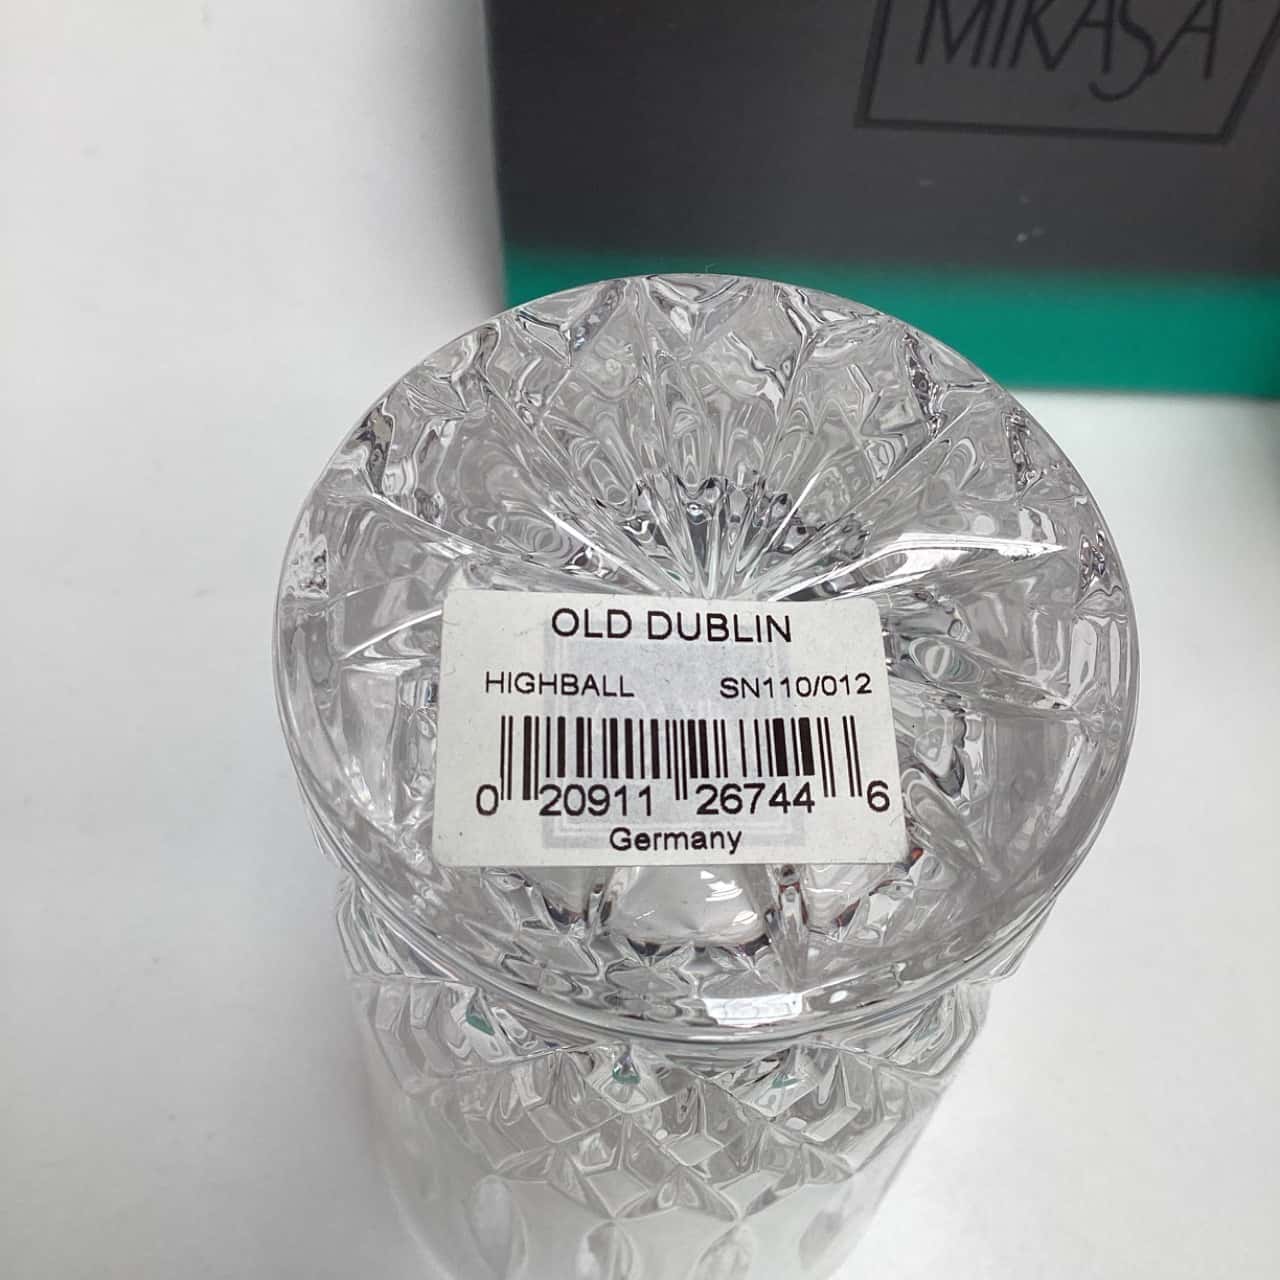 MIKASA
OLD DUBLIN
HIGHBALL SN110/012
0 20911 26744 6
Germany